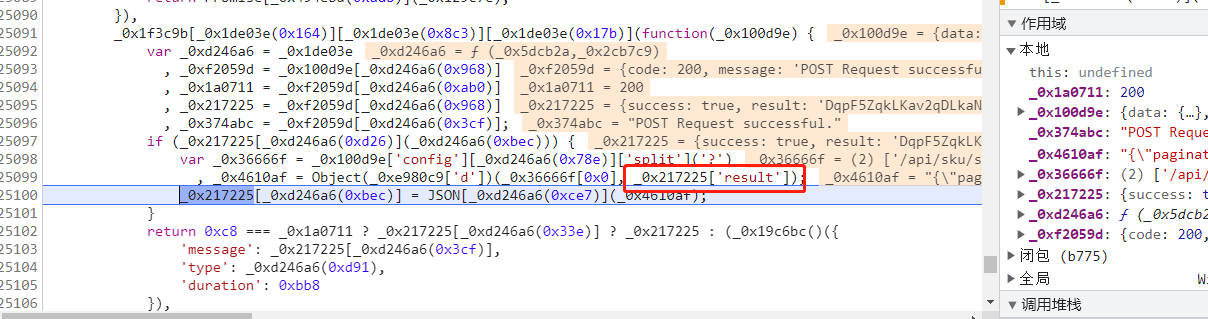 25090 }),
25091 _0x1f3c9b[_0x1de03e(0x164)][_0x1de03e(0x8c3)][_0x1de03e(0x17b)](function(_0x100d9e) { _0x100d9e = {data:
25092 var _0xd246a6 = _0x1de03e _0xd246a6 = ƒ (_0x5dcb2a,_0x2cb7c9)
25093 , _0xf2059d = _0x100d9e[_0xd246a6(0x968)] _0xf2059d = {code: 200, message: 'POST Request successfu
25094 , _0x1a0711 = _0xf2059d[_0xd246a6(0xab0)] _0x1a0711 = 200
25095 , _0x217225 = _0xf2059d[_0xd246a6(0x968)] _0x217225 = {success: true, result: 'DqpF5ZqkLKav2qDLkaN
25096 , _0x374abc = _0xf2059d[_0xd246a6(0x3cf)]; _0x374abc = "POST Request successful."
25097 if (_0x217225[_0xd246a6(0xd26)](_0xd246a6(0xbec))) { _0x217225 = {success: true, result: 'DqpF5ZqkL
25098 var _0x36666f = _0x100d9e['config'][_0xd246a6(0x78e)]['split']('?') _0x36666f = (2) ['/api/sku/s
25099 , _0x4610af = Object(_0xe980c9['d'])(_0x36666f[0x0], _0x217225['result']); _0x4610af = "{\"pag
25100 _0x217225[_0xd246a6(0xbec)] = JSON[_0xd246a6(0xce7)](_0x4610af);
25101 }
25102 return 0xc8 === _0x1a0711 ? _0x217225[_0xd246a6(0x33e)] ? _0x217225 : (_0x19c6bc()({
25103 'message': _0x217225[_0xd246a6(0x3cf)],
25104 'type': _0xd246a6(0xd91),
25105 'duration': 0xbb8
25106 }),
作用域
本地
this: undefined
_0x1a0711: 200
_0x100d9e: {data: {…},
_0x374abc: "POST Reque
_0x4610af: "{\"paginat
_0x36666f: (2) ['/api/
_0x217225: {success: t
_0xd246a6: ƒ (_0x5dcb2
_0xf2059d: {code: 200,
闭包 (b775)
全局 Wi
调用堆栈